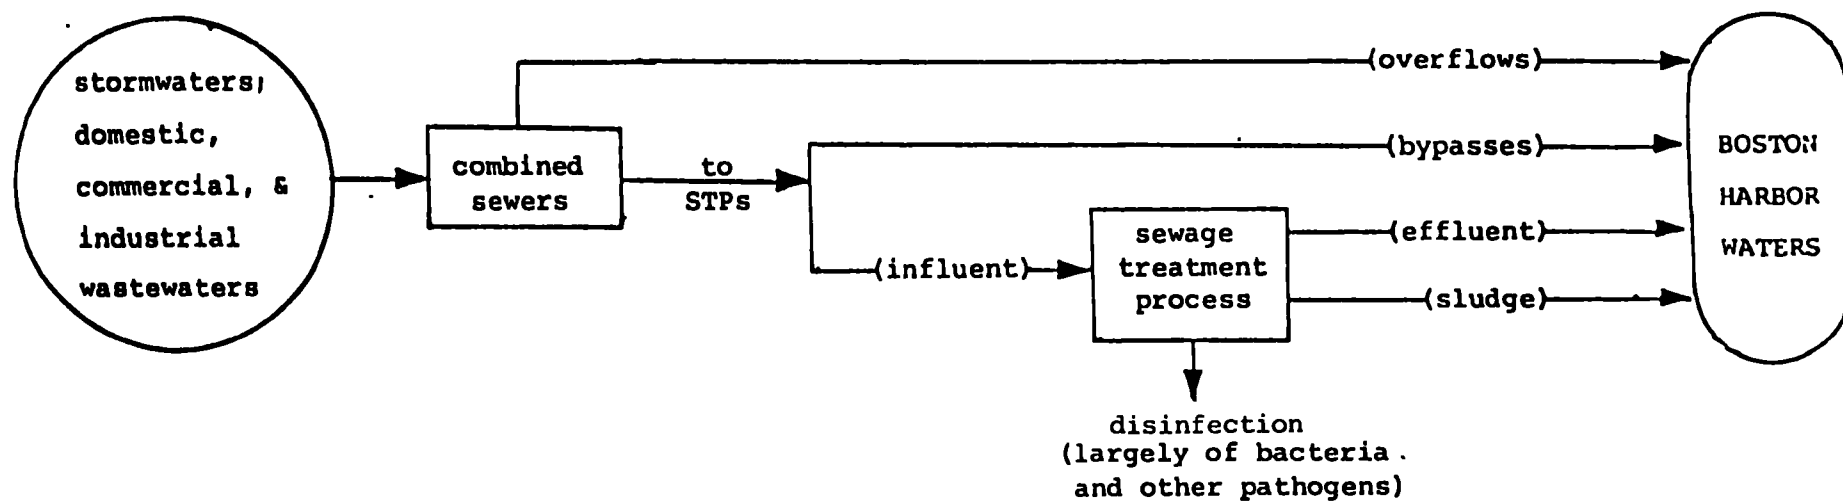 stormwaters;
domestic,
commercial, &
industrial
wastewaters
combined
sewers
to
STPs
(overflows)
(bypasses)
(influent)
sewage
treatment
process
(effluent)
(sludge)
disinfection
(largely of bacteria
and other pathogens)
BOSTON
HARBOR
WATERS